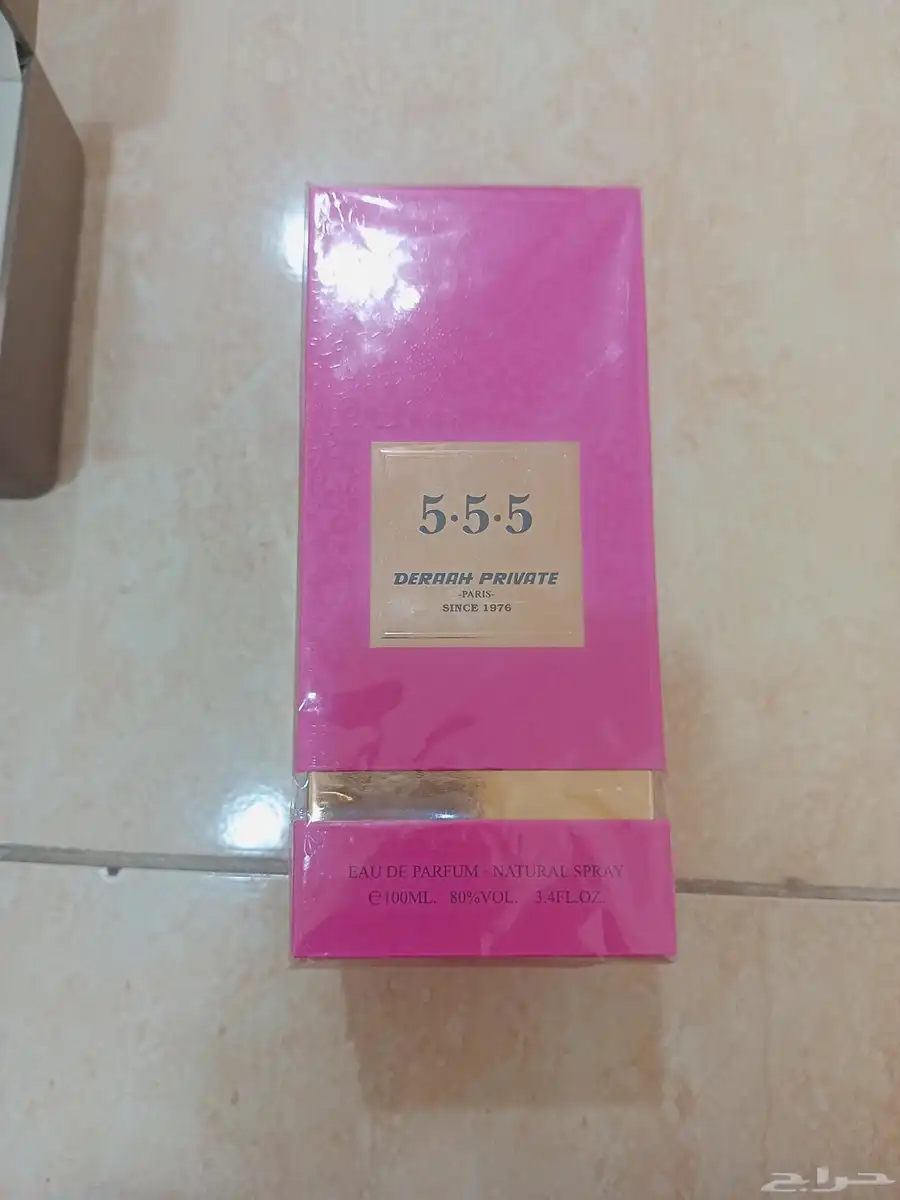 5·5·5
DERAAH PRIVATE
-PARIS-
SINCE 1976
EAU DE PARFUM - NATURAL SPRAY
℮100ML. 80%VOL. 3.4FL.OZ.
حراج